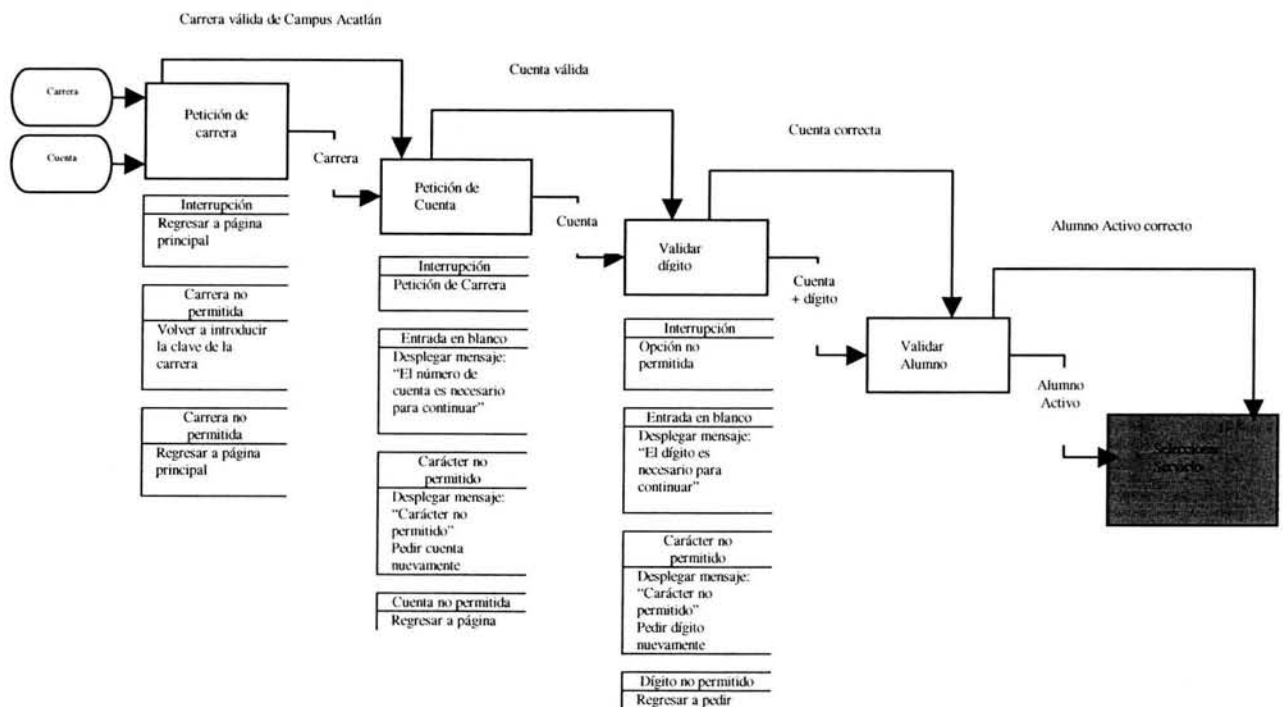 Carrera válida de Campus Acatlán
Carrera
Cuenta
Petición de
carrera
Carrera
Interrupción
Regresar a página
principal
Carrera no
permitida
Volver a introducir
la clave de la
carrera
Carrera no
permitida
Regresar a página
principal
Cuenta válida
Petición de
Cuenta
Cuenta
Interrupción
Petición de Carrera
Entrada en blanco
Desplegar mensaje:
“El número de
cuenta es necesario
para continuar”
Carácter no
permitido
Desplegar mensaje:
“Carácter no
permitido”
Pedir cuenta
nuevamente
Cuenta no permitida
Regresar a página
Cuenta correcta
Validar
dígito
Cuenta
+ dígito
Interrupción
Opción no
permitida
Entrada en blanco
Desplegar mensaje:
“El dígito es
necesario para
continuar”
Carácter no
permitido
Desplegar mensaje:
“Carácter no
permitido”
Pedir dígito
nuevamente
Dígito no permitido
Regresar a pedir
Alumno Activo correcto
Validar
Alumno
Alumno
Activo
Seleccionar
Servicio